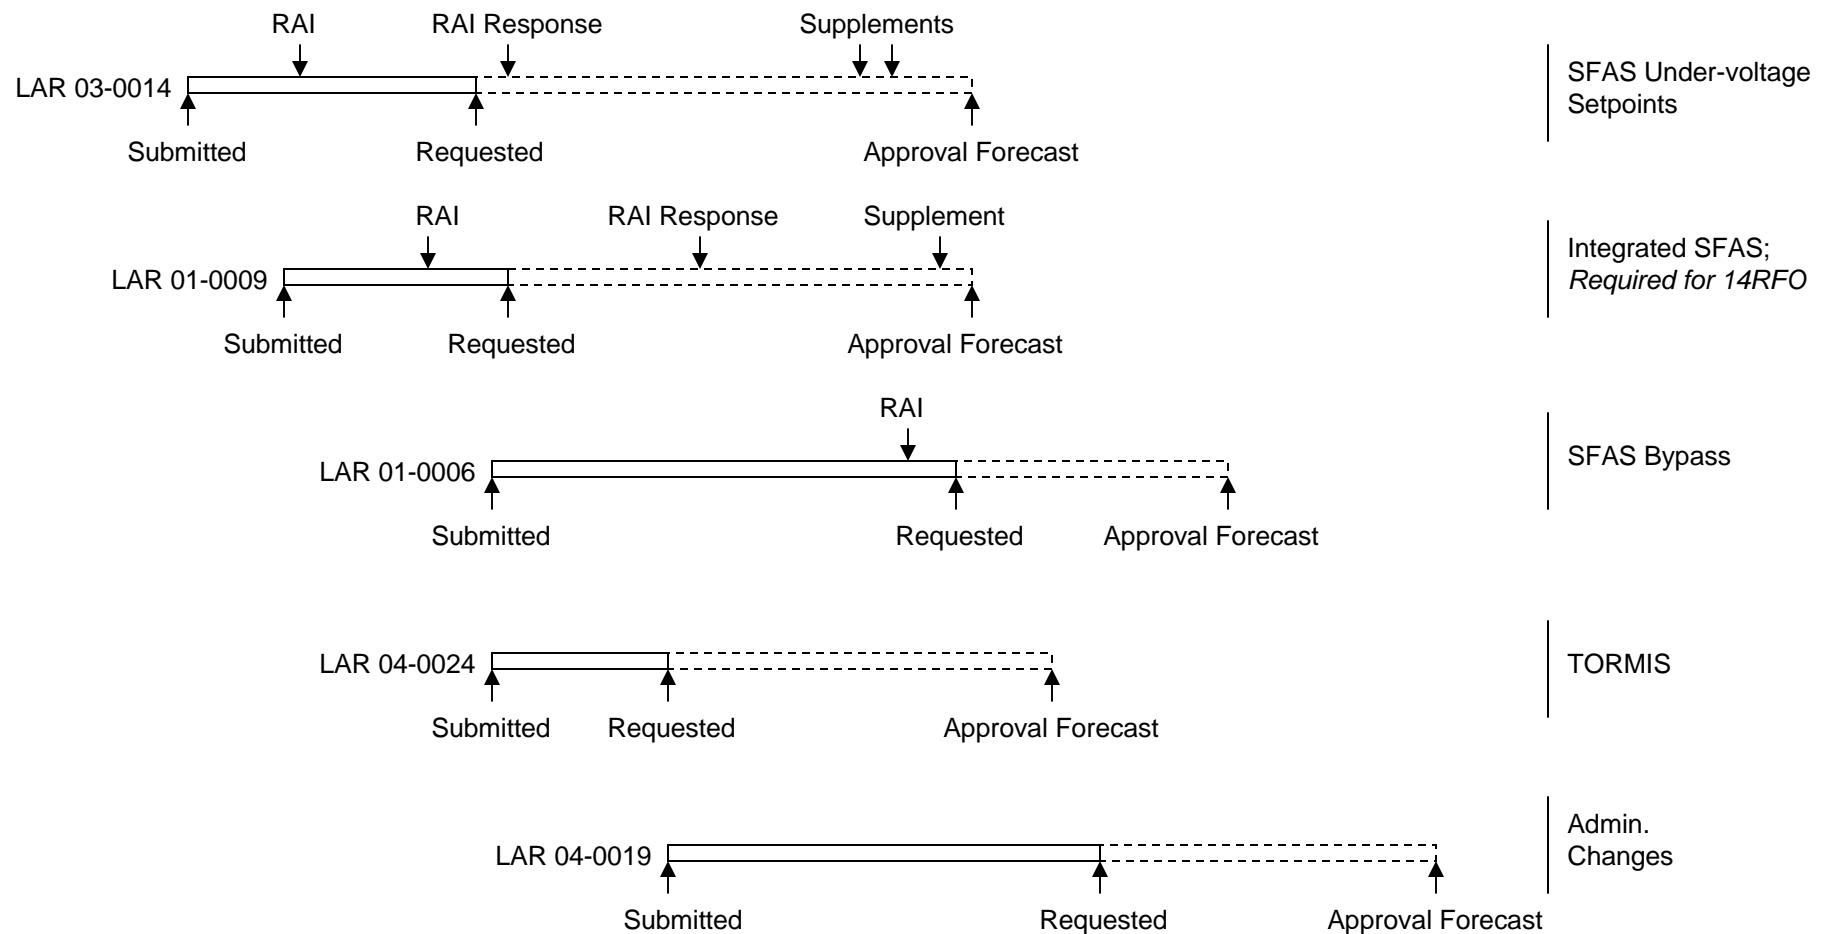 RAI RAI Response Supplements
LAR 03-0014
SFAS Under-voltage
Setpoints
Submitted Requested Approval Forecast
RAI RAI Response Supplement
LAR 01-0009
Integrated SFAS;
Required for 14RFO
Submitted Requested Approval Forecast
RAI
LAR 01-0006
SFAS Bypass
Submitted Requested Approval Forecast
LAR 04-0024
TORMIS
Submitted Requested Approval Forecast
LAR 04-0019
Admin.
Changes
Submitted Requested Approval Forecast